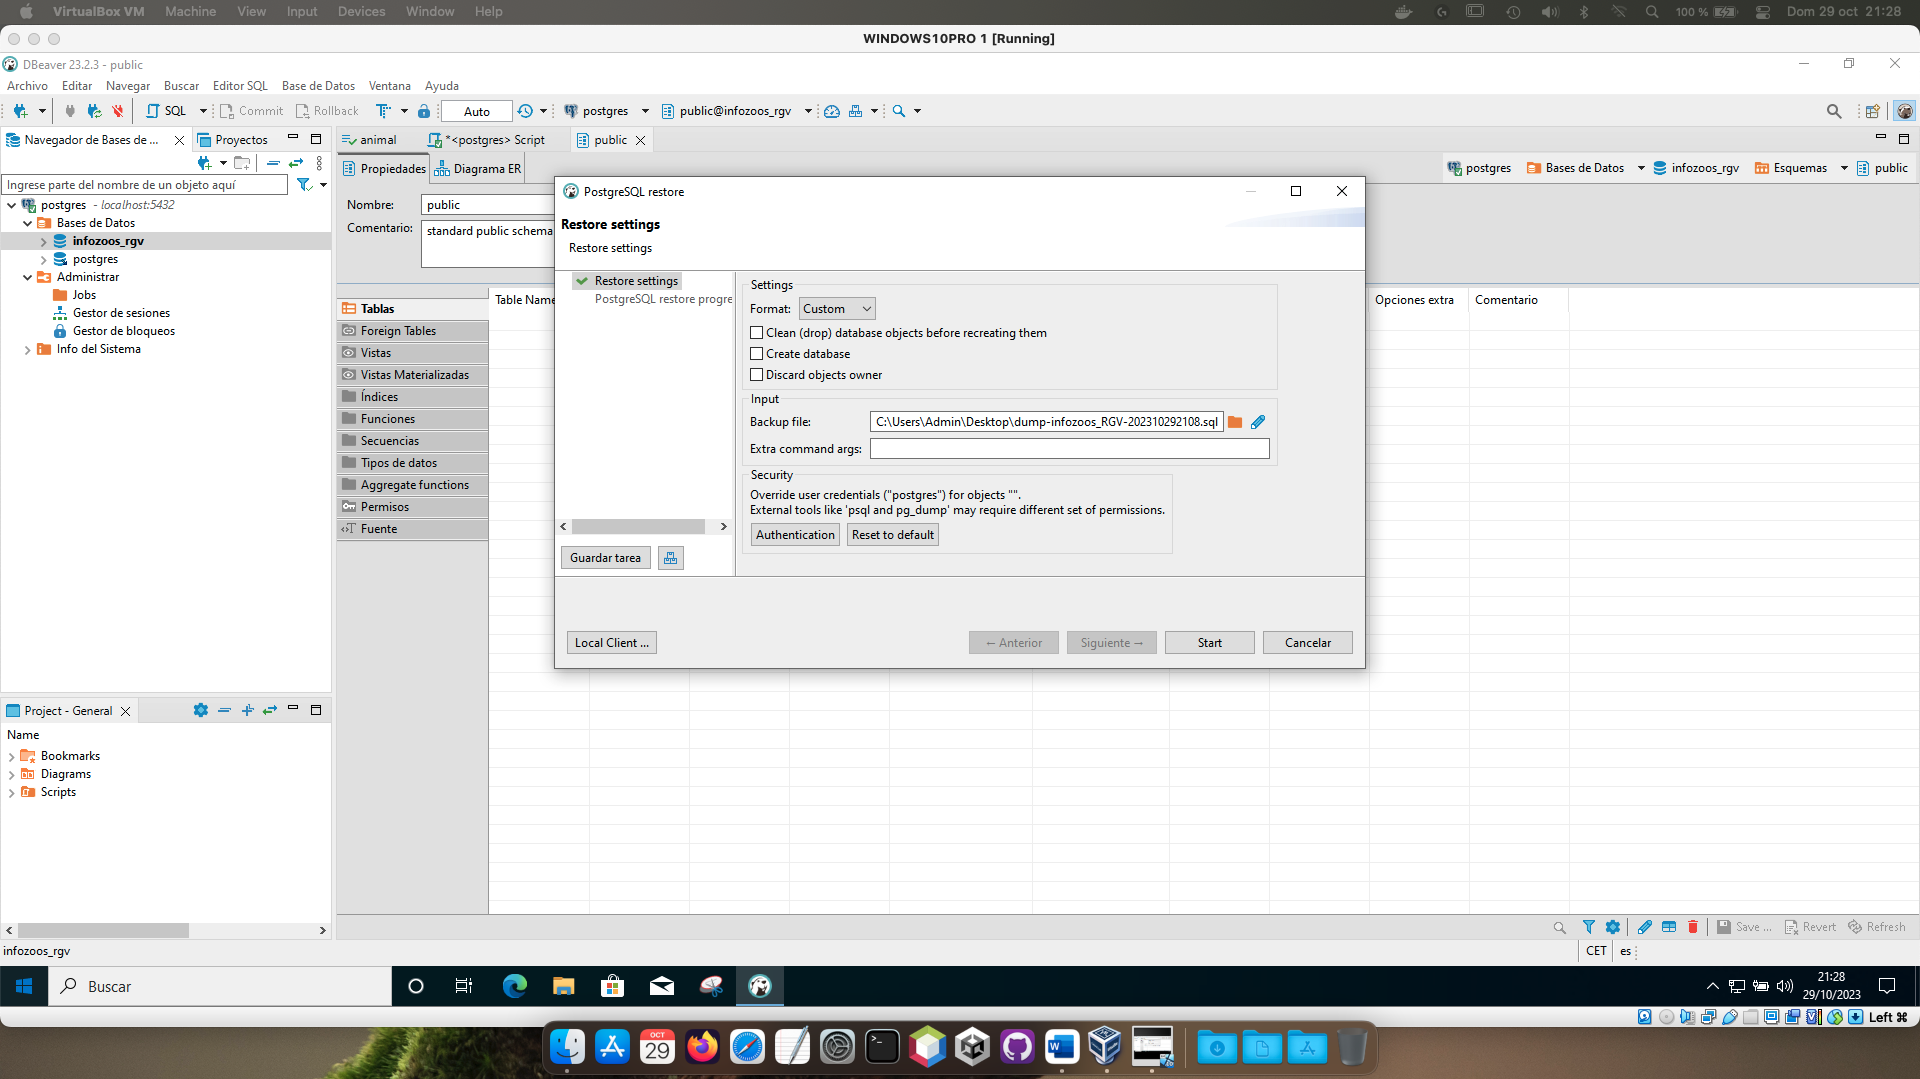 VirtualBox VM Machine View Input Devices Window Help 100 % Dom 29 oct 21:28
WINDOWS10PRO 1 [Running]
DBeaver 23.2.3 - public
Archivo Editar Navegar Buscar Editor SQL Base de Datos Ventana Ayuda
SQL Commit Rollback Auto postgres public@infozoos_rgv
Navegador de Bases de ... Proyectos
animal *<postgres> Script public
Propiedades Diagrama ER postgres Bases de Datos infozoos_rgv Esquemas public
Ingrese parte del nombre de un objeto aquí
postgres - localhost:5432
Bases de Datos
infozoos_rgv
postgres
Administrar
Jobs
Gestor de sesiones
Gestor de bloqueos
Info del Sistema
Nombre: public
Comentario: standard public schema
Tablas
Foreign Tables
Vistas
Vistas Materializadas
Índices
Funciones
Secuencias
Tipos de datos
Aggregate functions
Permisos
Fuente
Table Name Opciones extra Comentario
PostgreSQL restore
Restore settings
Restore settings
Restore settings
PostgreSQL restore progre
Settings
Format: Custom
Clean (drop) database objects before recreating them
Create database
Discard objects owner
Input
Backup file: C:\Users\Admin\Desktop\dump-infozoos_RGV-202310292108.sql
Extra command args:
Security
Override user credentials ("postgres") for objects "".
External tools like 'psql and pg_dump' may require different set of permissions.
Authentication Reset to default
Guardar tarea
Local Client ... ← Anterior Siguiente → Start Cancelar
Project - General
Name
Bookmarks
Diagrams
Scripts
Save ... Revert Refresh
infozoos_rgv CET es
Buscar
21:28
29/10/2023
Left ⌘
OCT
29